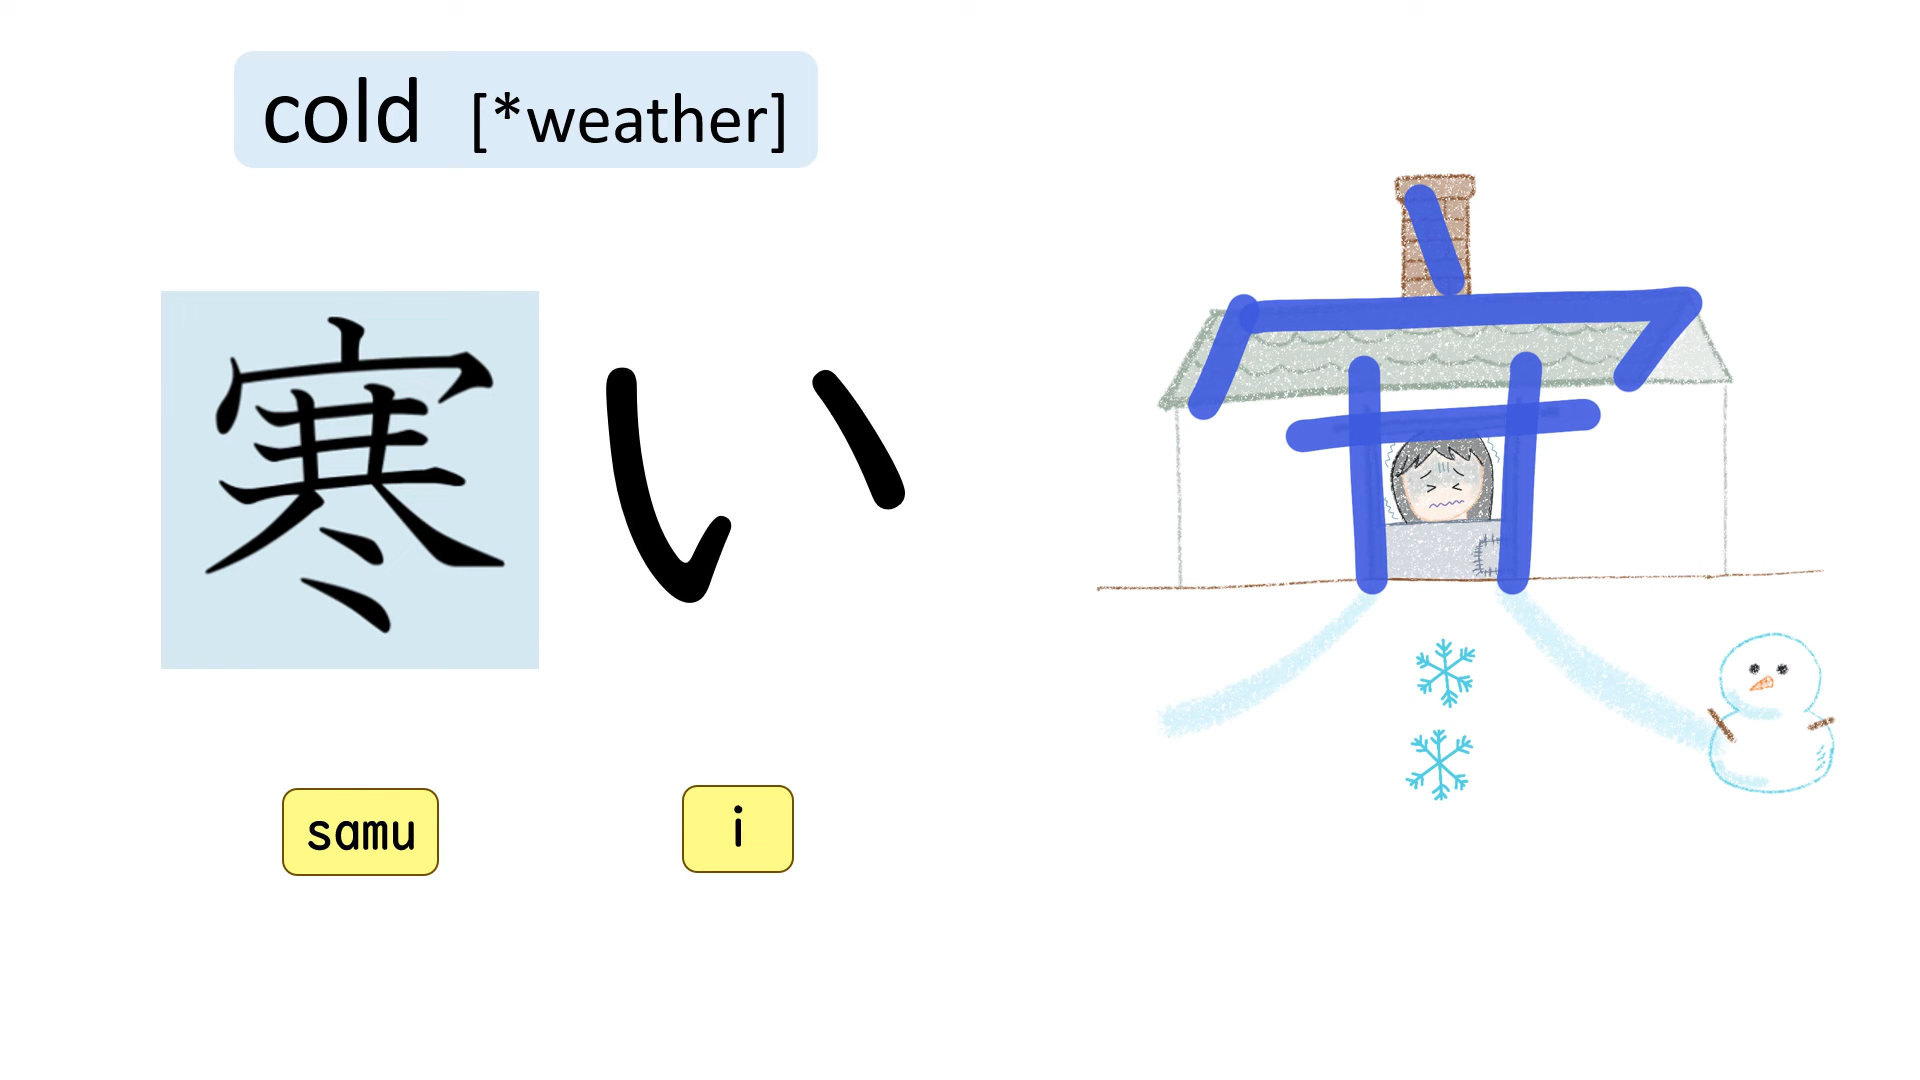 cold [*weather]
寒い
samu i